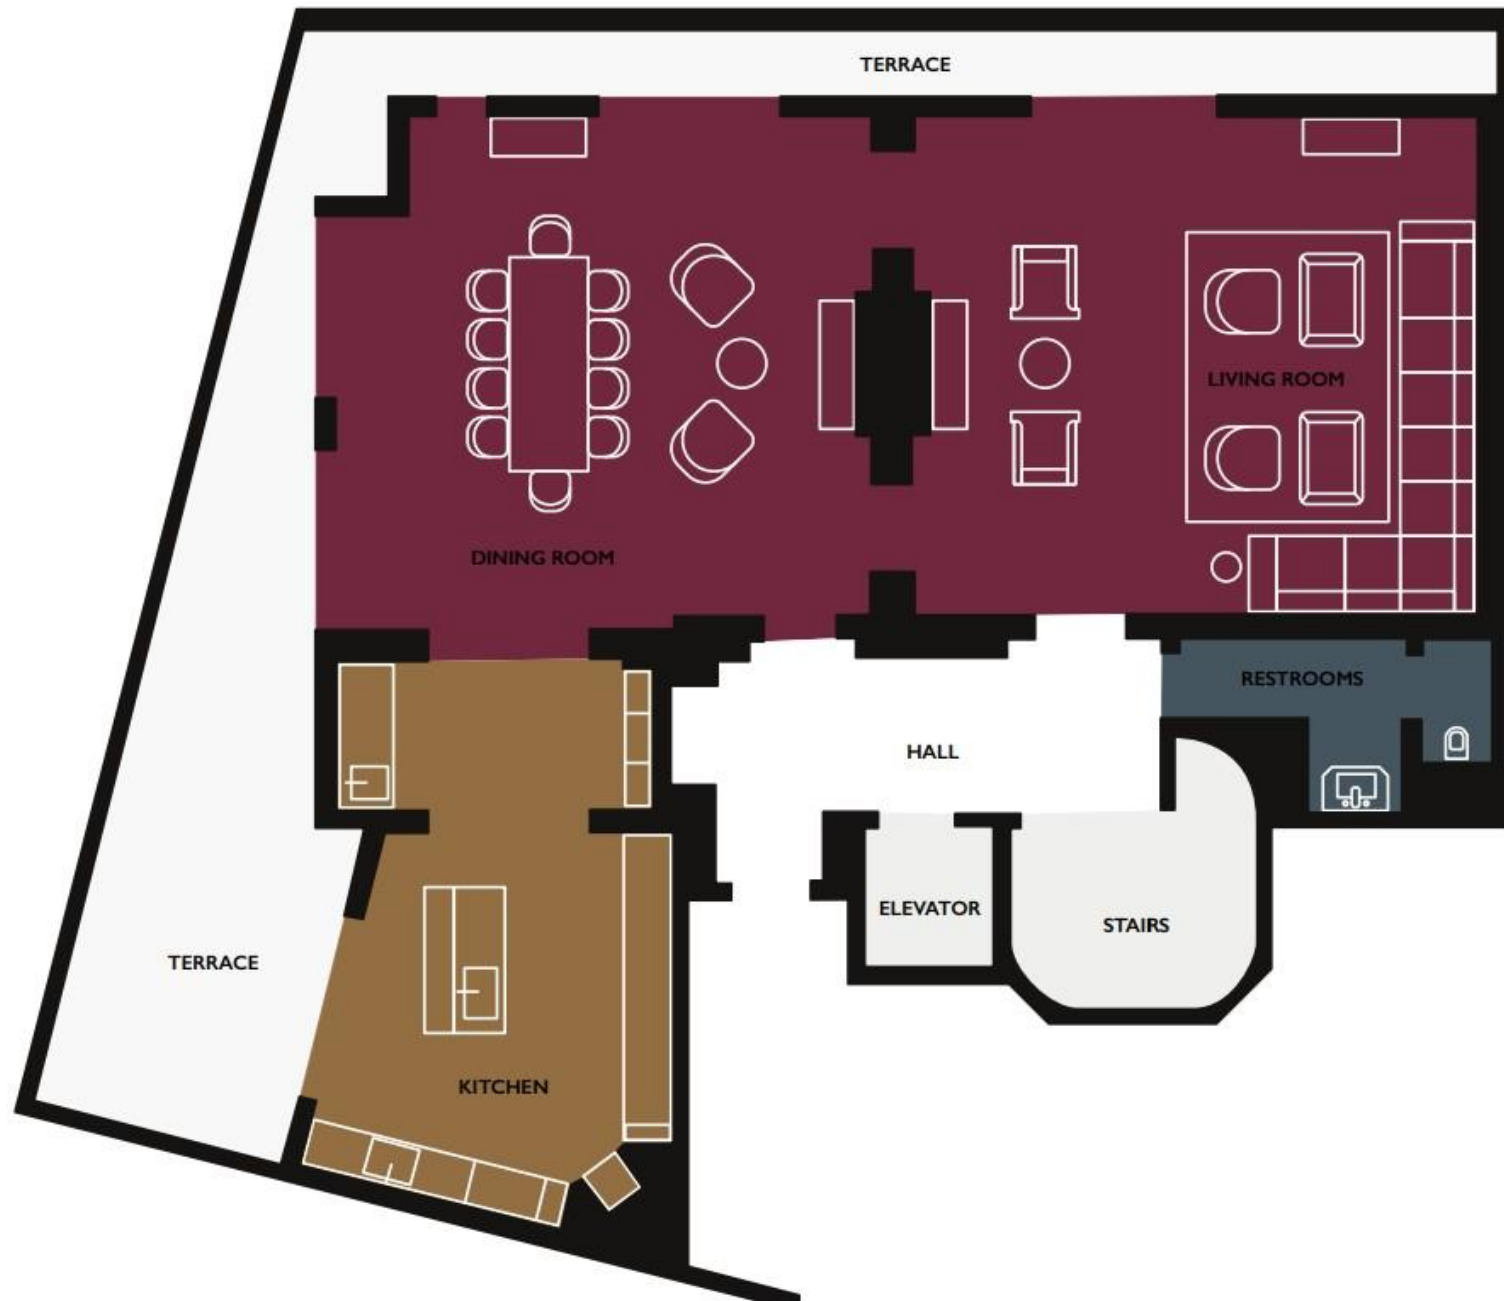 TERRACE
LIVING ROOM
DINING ROOM
RESTROOMS
HALL
ELEVATOR
STAIRS
TERRACE
KITCHEN